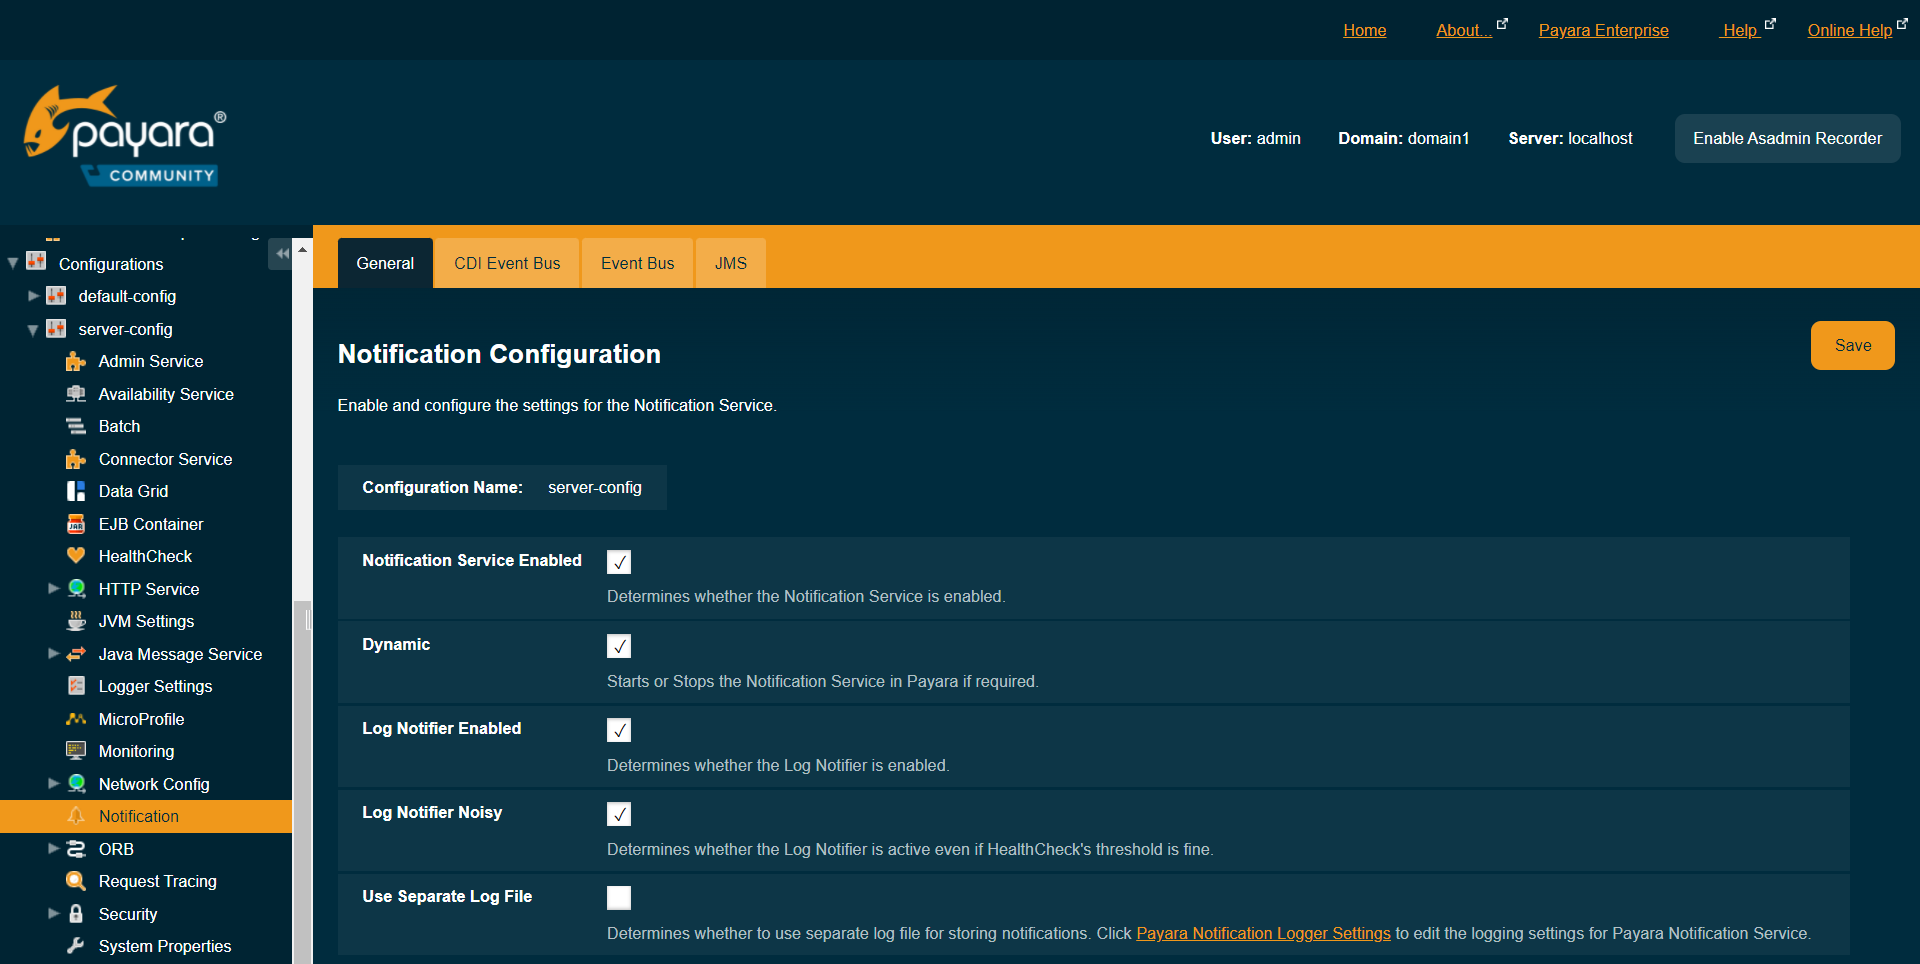 Home About... Payara Enterprise Help Online Help
payara®
COMMUNITY
User: admin Domain: domain1 Server: localhost Enable Asadmin Recorder
Configurations
default-config
server-config
Admin Service
Availability Service
Batch
Connector Service
Data Grid
EJB Container
HealthCheck
HTTP Service
JVM Settings
Java Message Service
Logger Settings
MicroProfile
Monitoring
Network Config
Notification
ORB
Request Tracing
Security
System Properties
General CDI Event Bus Event Bus JMS
Notification Configuration
Save
Enable and configure the settings for the Notification Service.
Configuration Name: server-config
Notification Service Enabled
Determines whether the Notification Service is enabled.
Dynamic
Starts or Stops the Notification Service in Payara if required.
Log Notifier Enabled
Determines whether the Log Notifier is enabled.
Log Notifier Noisy
Determines whether the Log Notifier is active even if HealthCheck's threshold is fine.
Use Separate Log File
Determines whether to use separate log file for storing notifications. Click Payara Notification Logger Settings to edit the logging settings for Payara Notification Service.